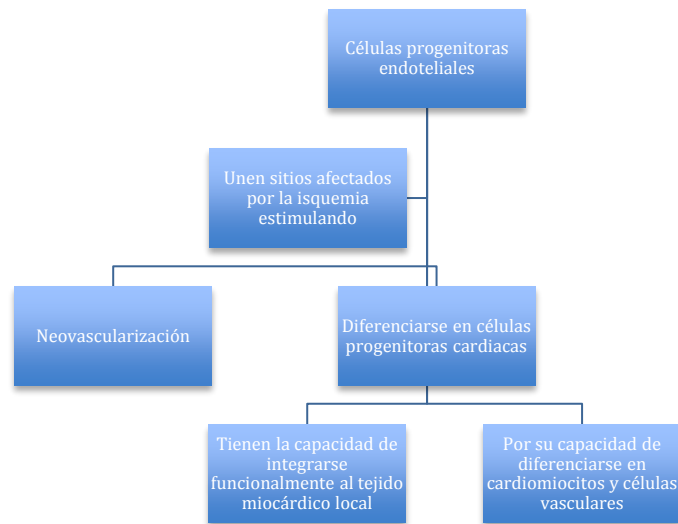 Células progenitoras
endoteliales
Unen sitios afectados
por la isquemia
estimulando
Neovascularización
Diferenciarse en células
progenitoras cardiacas
Tienen la capacidad de
integrarse
funcionalmente al tejido
miocárdico local
Por su capacidad de
diferenciarse en
cardiomiocitos y células
vasculares